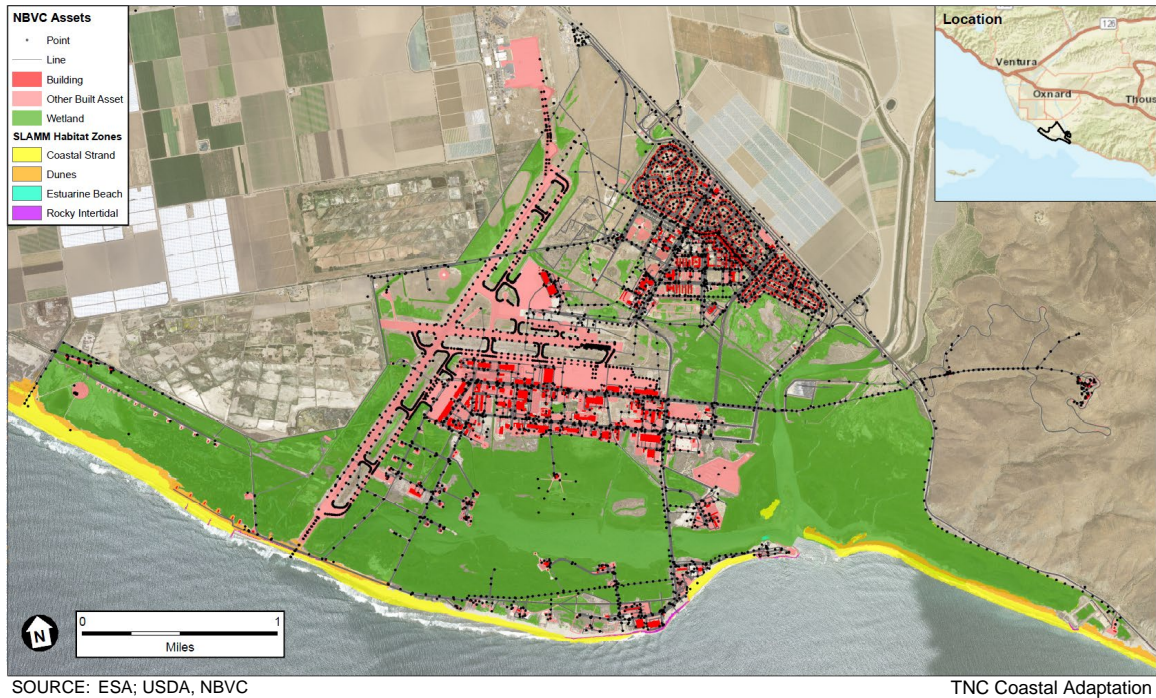 NBVC Assets
Point
Line
Building
Other Built Asset
Wetland
SLAMM Habitat Zones
Coastal Strand
Dunes
Estuarine Beach
Rocky Intertidal
Location
126
Ventura
Oxnard
Thous
N
0 1
Miles
SOURCE: ESA; USDA, NBVC
TNC Coastal Adaptation